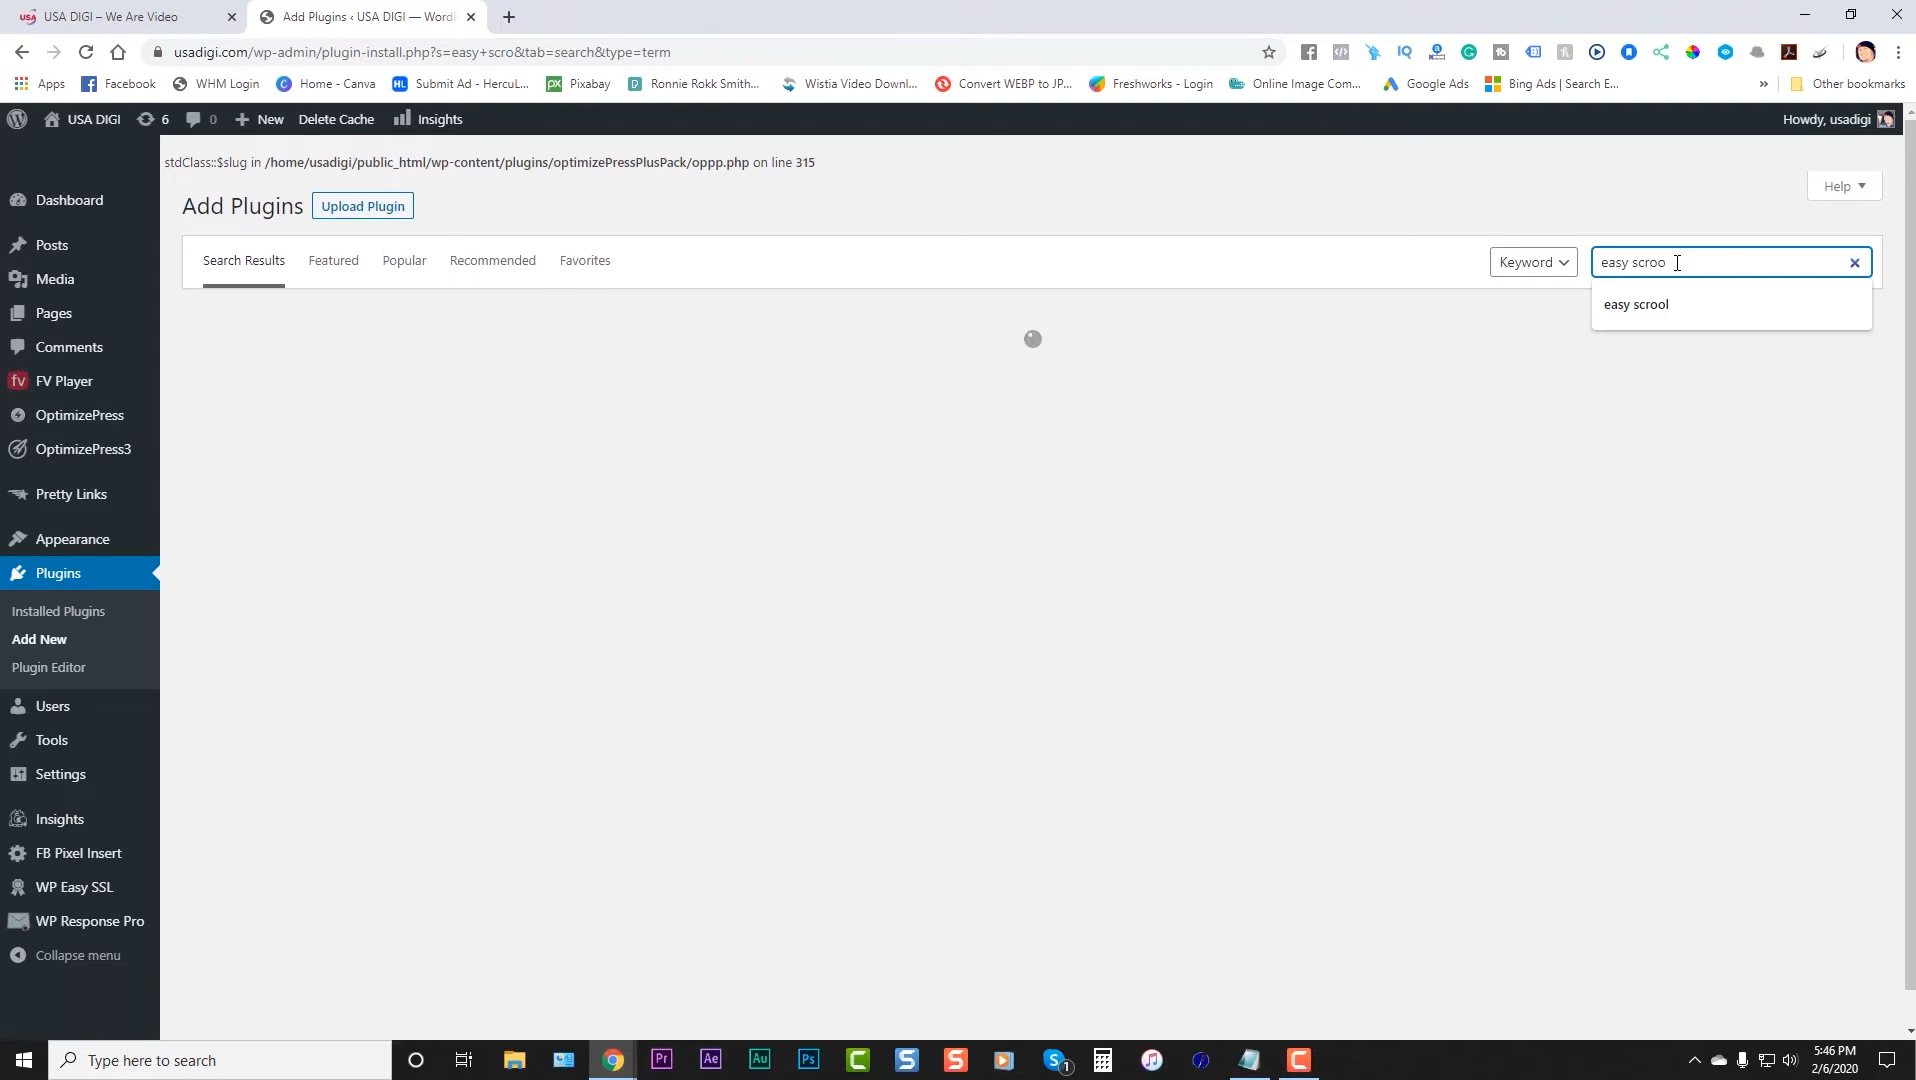 USA DIGI – We Are Video
Add Plugins ‹ USA DIGI — WordP
usadigi.com/wp-admin/plugin-install.php?s=easy+scro&tab=search&type=term
Apps Facebook WHM Login Home - Canva Submit Ad - HercuL... Pixabay Ronnie Rokk Smith... Wistia Video Downl... Convert WEBP to JP... Freshworks - Login Online Image Com... Google Ads Bing Ads | Search E... » Other bookmarks
USA DIGI 6 0 New Delete Cache Insights Howdy, usadigi
stdClass::$slug in /home/usadigi/public_html/wp-content/plugins/optimizePressPlusPack/oppp.php on line 315
Help
Add Plugins Upload Plugin
Search Results Featured Popular Recommended Favorites Keyword easy scroo
easy scrool
Dashboard
Posts
Media
Pages
Comments
FV Player
OptimizePress
OptimizePress3
Pretty Links
Appearance
Plugins
Installed Plugins
Add New
Plugin Editor
Users
Tools
Settings
Insights
FB Pixel Insert
WP Easy SSL
WP Response Pro
Collapse menu
Type here to search
Pr Ae Au Ps
5:46 PM
2/6/2020